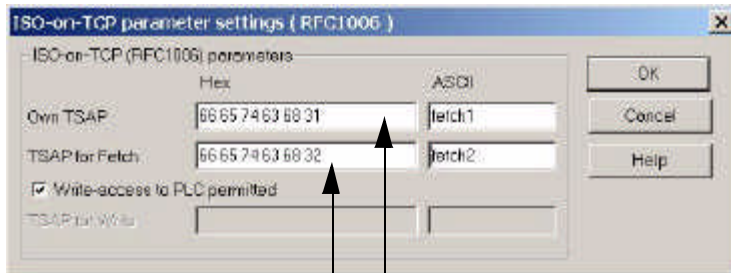 ISO-on-TCP parameter settings ( RFC1006 )
ISO-on-TCP (RFC1006) parameters
Hex ASCII
OK
Own TSAP 66 65 74 63 68 31 fetch1
Cancel
TSAP for Fetch 66 65 74 63 68 32 fetch2
Help
Write-access to PLC permitted
TSAP for Write